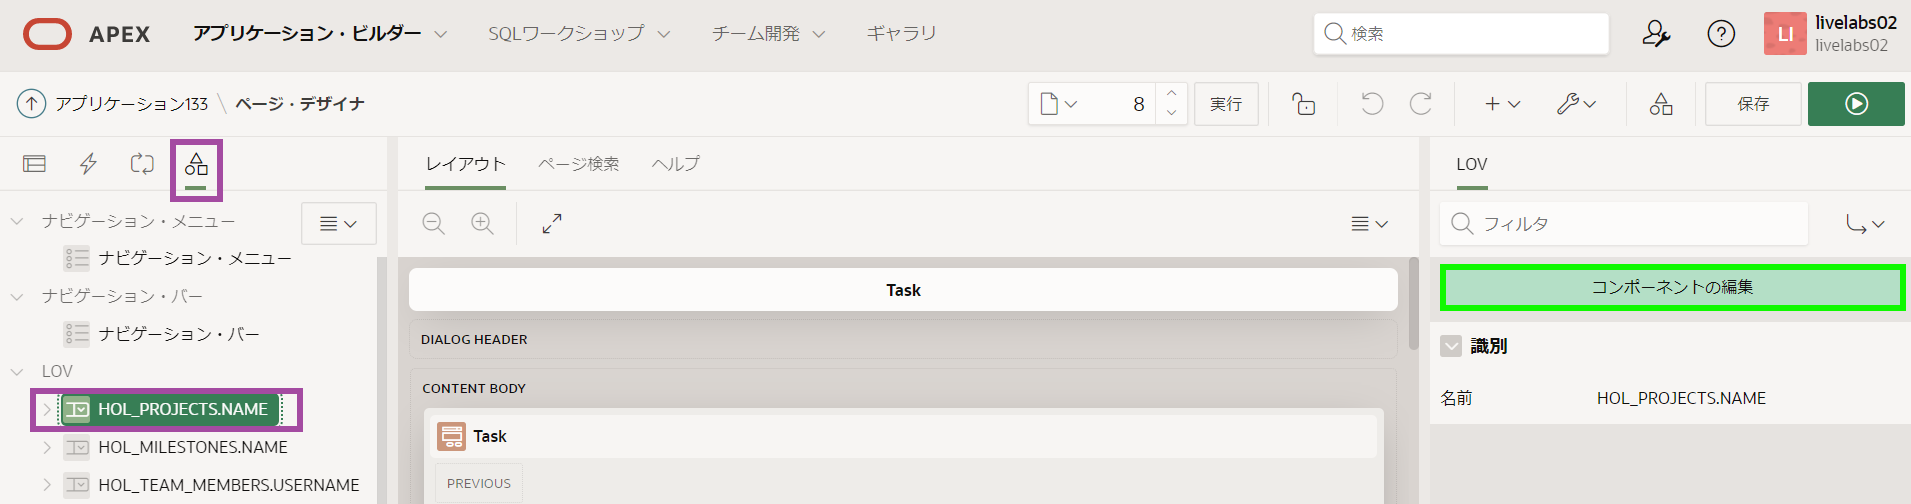 APEX アプリケーション・ビルダー SQLワークショップ チーム開発 ギャラリ 検索 LI livelabs02
livelabs02
アプリケーション133 \ ページ・デザイナ 8 実行 保存
レイアウト ページ検索 ヘルプ LOV
ナビゲーション・メニュー フィルタ
ナビゲーション・メニュー
ナビゲーション・バー Task コンポーネントの編集
ナビゲーション・バー DIALOG HEADER 識別
LOV CONTENT BODY
HOL_PROJECTS.NAME 名前 HOL_PROJECTS.NAME
HOL_MILESTONES.NAME Task
HOL_TEAM_MEMBERS.USERNAME PREVIOUS